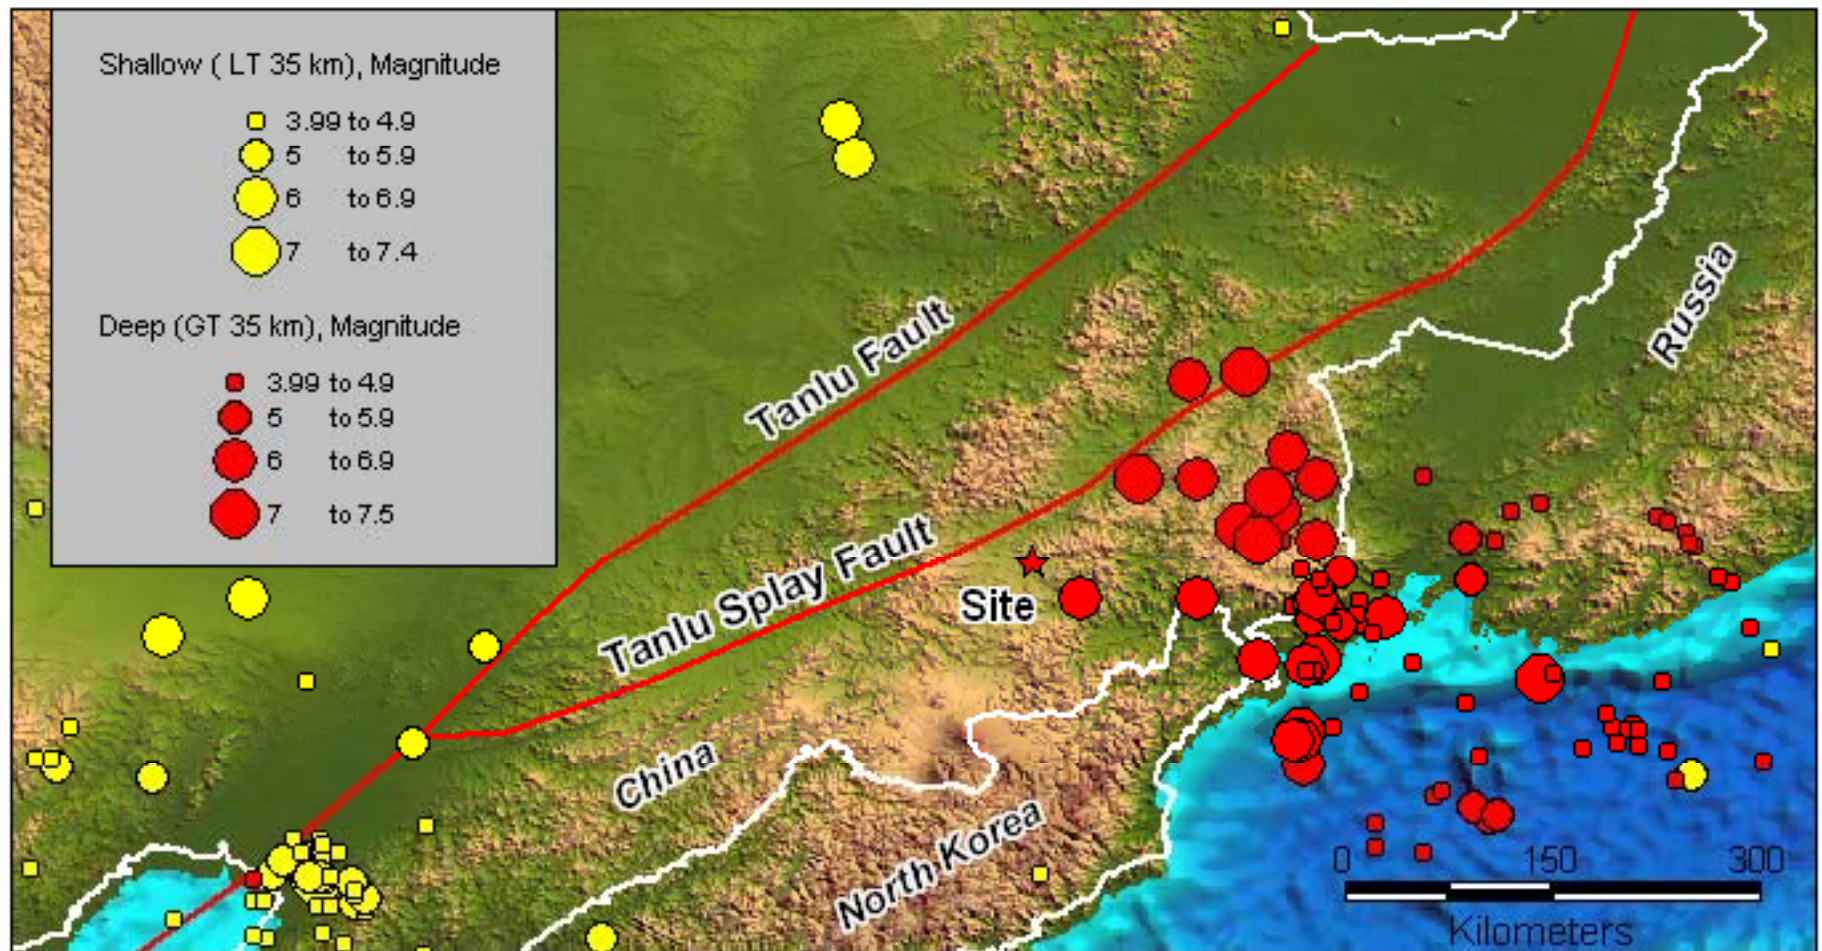 Shallow ( LT 35 km), Magnitude
3.99 to 4.9
5 to 5.9
6 to 6.9
7 to 7.4
Deep (GT 35 km), Magnitude
3.99 to 4.9
5 to 5.9
6 to 6.9
7 to 7.5
Tanlu Fault
Russia
Tanlu Splay Fault
Site
China
North Korea
0 150 300
Kilometers